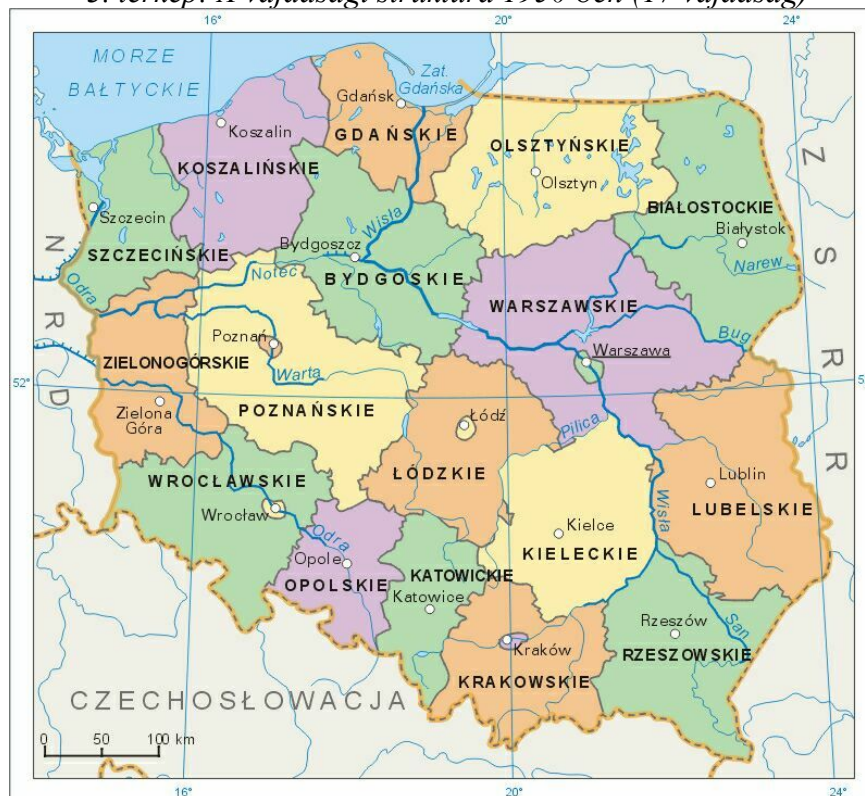 térkép: A vajdasági struktúra 1950-ben (17 vajdaság)
16°
20°
24°
MORZE
BAŁTYCKIE
Zat.
Gdańska
Gdańsk
GDAŃSKIE
Koszalin
KOSZALIŃSKIE
OLSZTYŃSKIE
Olsztyn
ZSRR
Szczecin
SZCZECIŃSKIE
Wisła
Bydgoszcz
BYDGOSKIE
BIAŁOSTOCKIE
Białystok
Narew
NRD
Odra
Noteć
WARSZAWSKIE
Bug
Poznań
Warszawa
ZIELONOGÓRSKIE
Warta
52°
5
Zielona
Góra
POZNAŃSKIE
Łódź
Pilica
ŁÓDZKIE
Lublin
LUBELSKIE
WROCŁAWSKIE
Wrocław
Wisła
Kielce
KIELECKIE
Odra
Opole
OPOLSKIE
KATOWICKIE
Katowice
San
Rzeszów
RZESZOWSKIE
Kraków
KRAKOWSKIE
CZECHOSŁOWACJA
0 50 100 km
16°
20°
24°